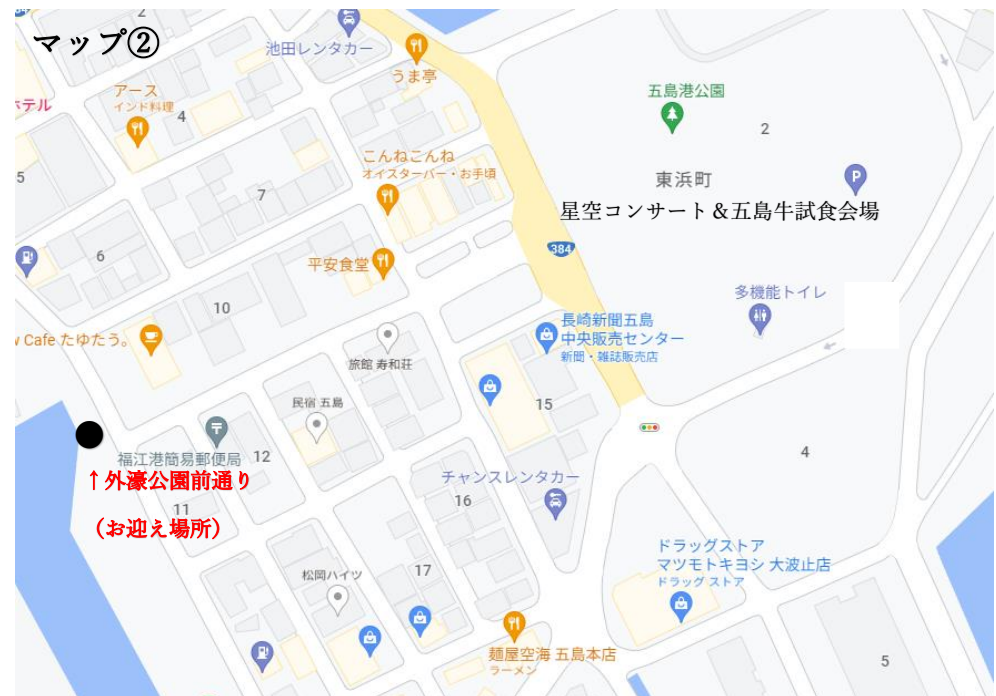 マップ②
2
池田レンタカー
うま亭
ホテル
アース
インド料理
4
五島港公園
2
こんねこんね
オイスターバー・お手頃
5
7
東浜町
P
星空コンサート＆五島牛試食会場
6
平安食堂
384
10
多機能トイレ
w Cafe たゆたう。
長崎新聞五島
中央販売センター
新聞・雑誌販売店
旅館 寿和荘
民宿 五島
15
福江港簡易郵便局
12
4
↑外濠公園前通り
チャンスレンタカー
11
16
（お迎え場所）
ドラッグストア
マツモトキヨシ 大波止店
ドラッグ ストア
松岡ハイツ
17
麺屋空海 五島本店
ラーメン
5